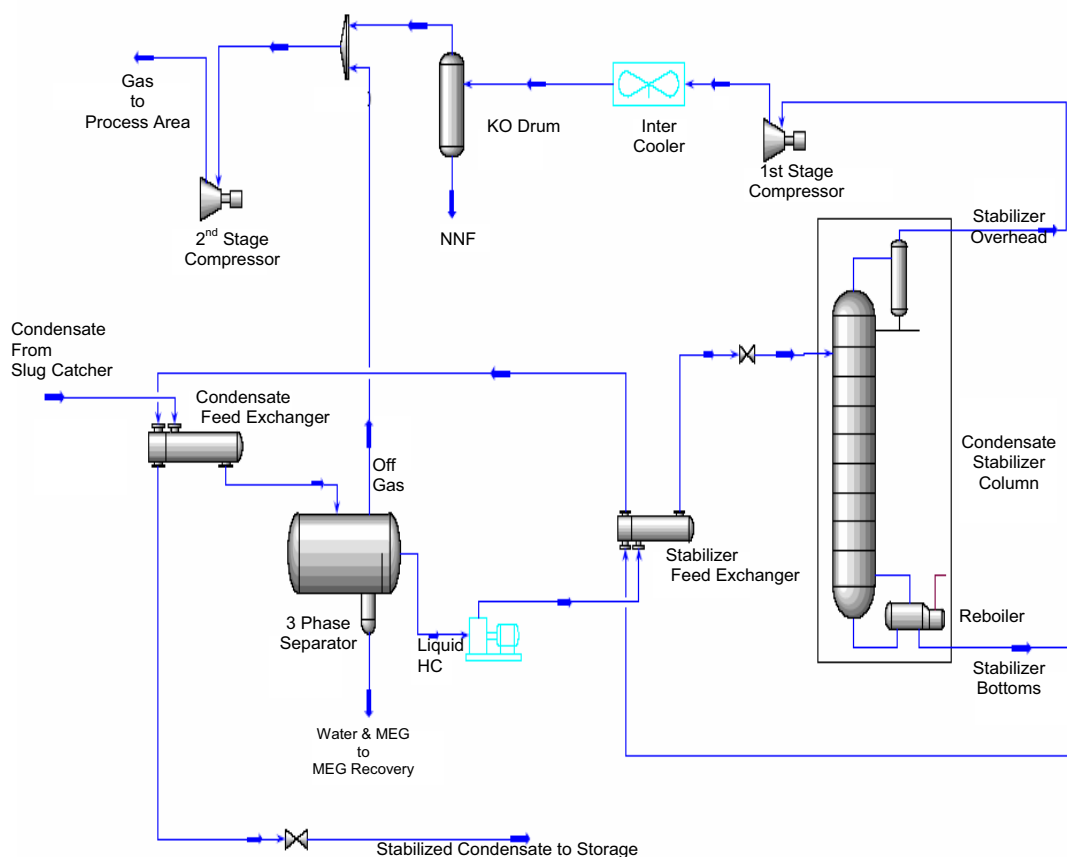 Gas
to
Process Area
2nd Stage
Compressor
KO Drum
NNF
Inter
Cooler
1st Stage
Compressor
Stabilizer
Overhead
Condensate
From
Slug Catcher
Condensate
Feed Exchanger
Off
Gas
3 Phase
Separator
Liquid
HC
Water & MEG
to
MEG Recovery
Stabilizer
Feed Exchanger
Condensate
Stabilizer
Column
Reboiler
Stabilizer
Bottoms
Stabilized Condensate to Storage